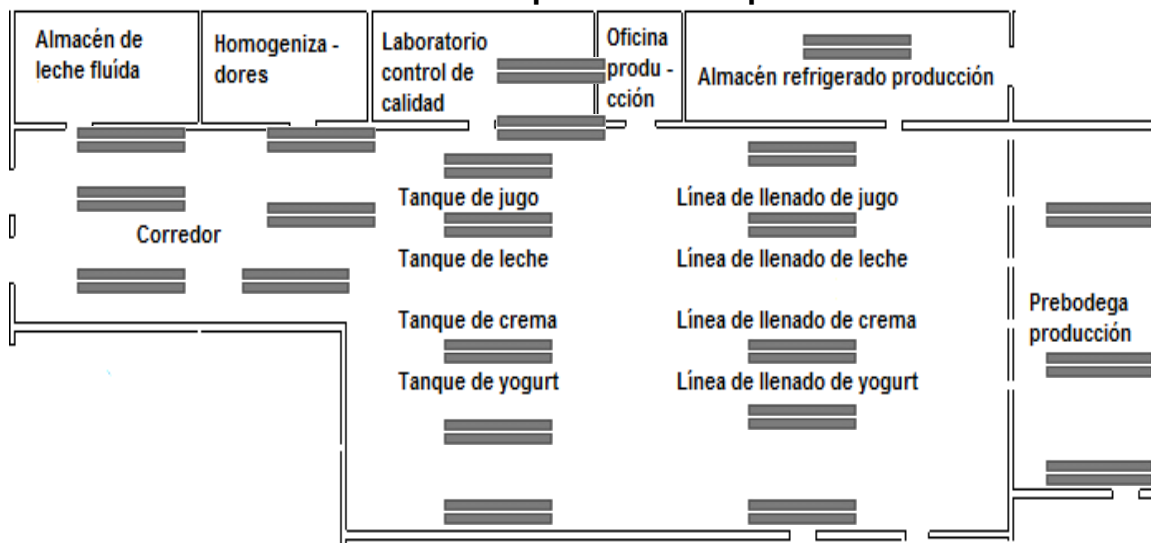 Almacén de
leche fluída
Homogeniza -
dores
Laboratorio
control de
calidad
Oficina
produ -
cción
Almacén refrigerado producción
Corredor
Tanque de jugo
Línea de llenado de jugo
Tanque de leche
Línea de llenado de leche
Tanque de crema
Línea de llenado de crema
Tanque de yogurt
Línea de llenado de yogurt
Prebodega
producción